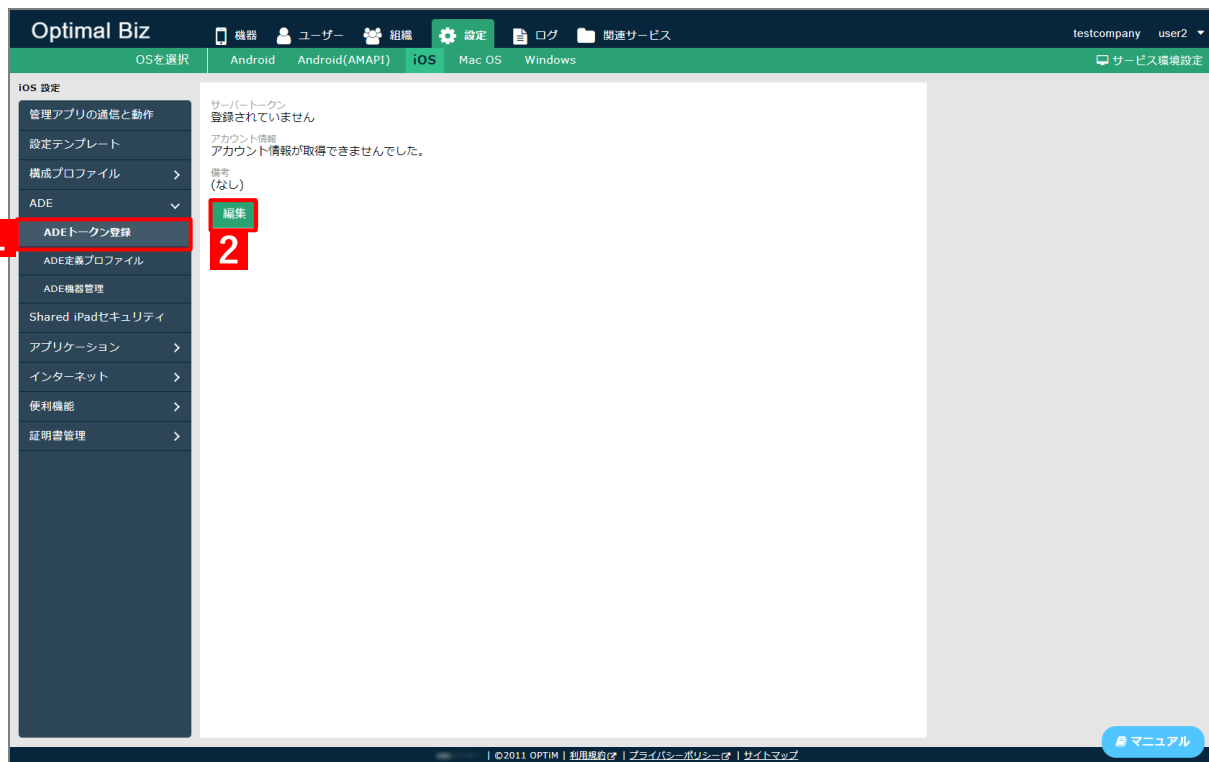 Optimal Biz
機器 ユーザー 組織 設定 ログ 関連サービス
testcompany user2
OSを選択 Android Android(AMAPI) iOS Mac OS Windows
サービス環境設定
iOS 設定
管理アプリの通信と動作
設定テンプレート
構成プロファイル
ADE
ADEトークン登録
ADE定義プロファイル
ADE機器管理
Shared iPadセキュリティ
アプリケーション
インターネット
便利機能
証明書管理
サーバートークン
登録されていません
アカウント情報
アカウント情報が取得できませんでした。
備考
(なし)
編集
2
マニュアル
| ©2011 OPTiM | 利用規約 | プライバシーポリシー | サイトマップ